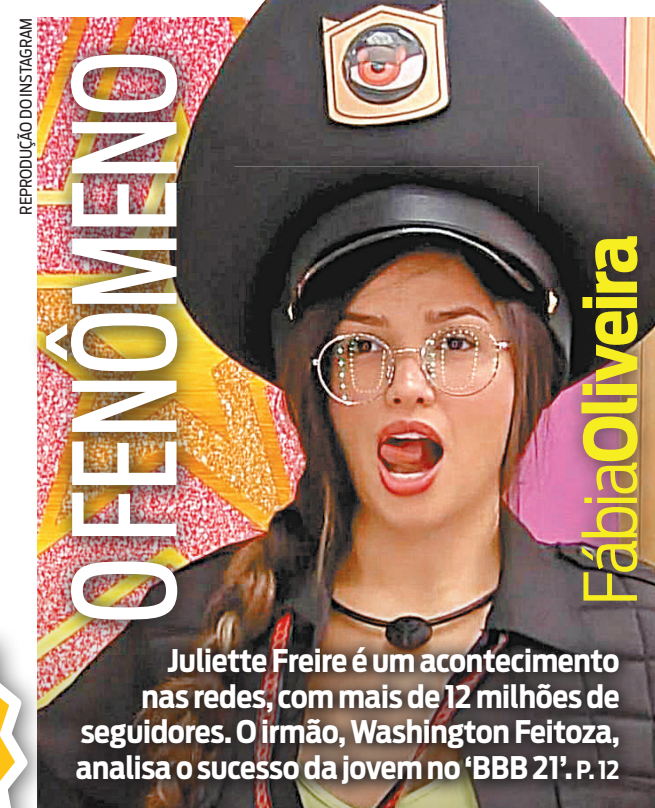 REPRODUÇÃO DO INSTAGRAM
O FENÔMENO
FábiaOliveira
Juliette Freire é um acontecimento
nas redes, com mais de 12 milhões de
seguidores. O irmão, Washington Feitoza,
analisa o sucesso da jovem no ‘BBB 21’. P. 12